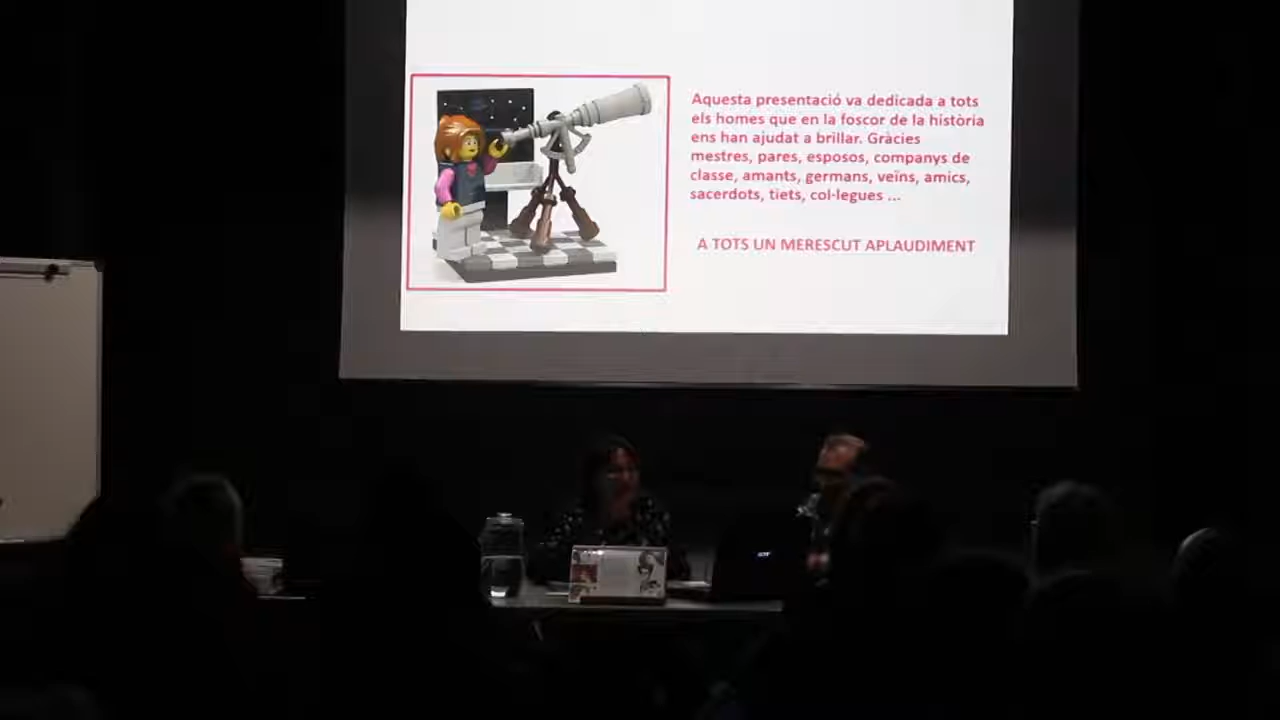 Aquesta presentació va dedicada a tots
els homes que en la foscor de la història
ens han ajudat a brillar. Gràcies
mestres, pares, esposos, companys de
classe, amants, germans, veïns, amics,
sacerdots, tiets, col·legues ...
A TOTS UN MERESCUT APLAUDIMENT
acer